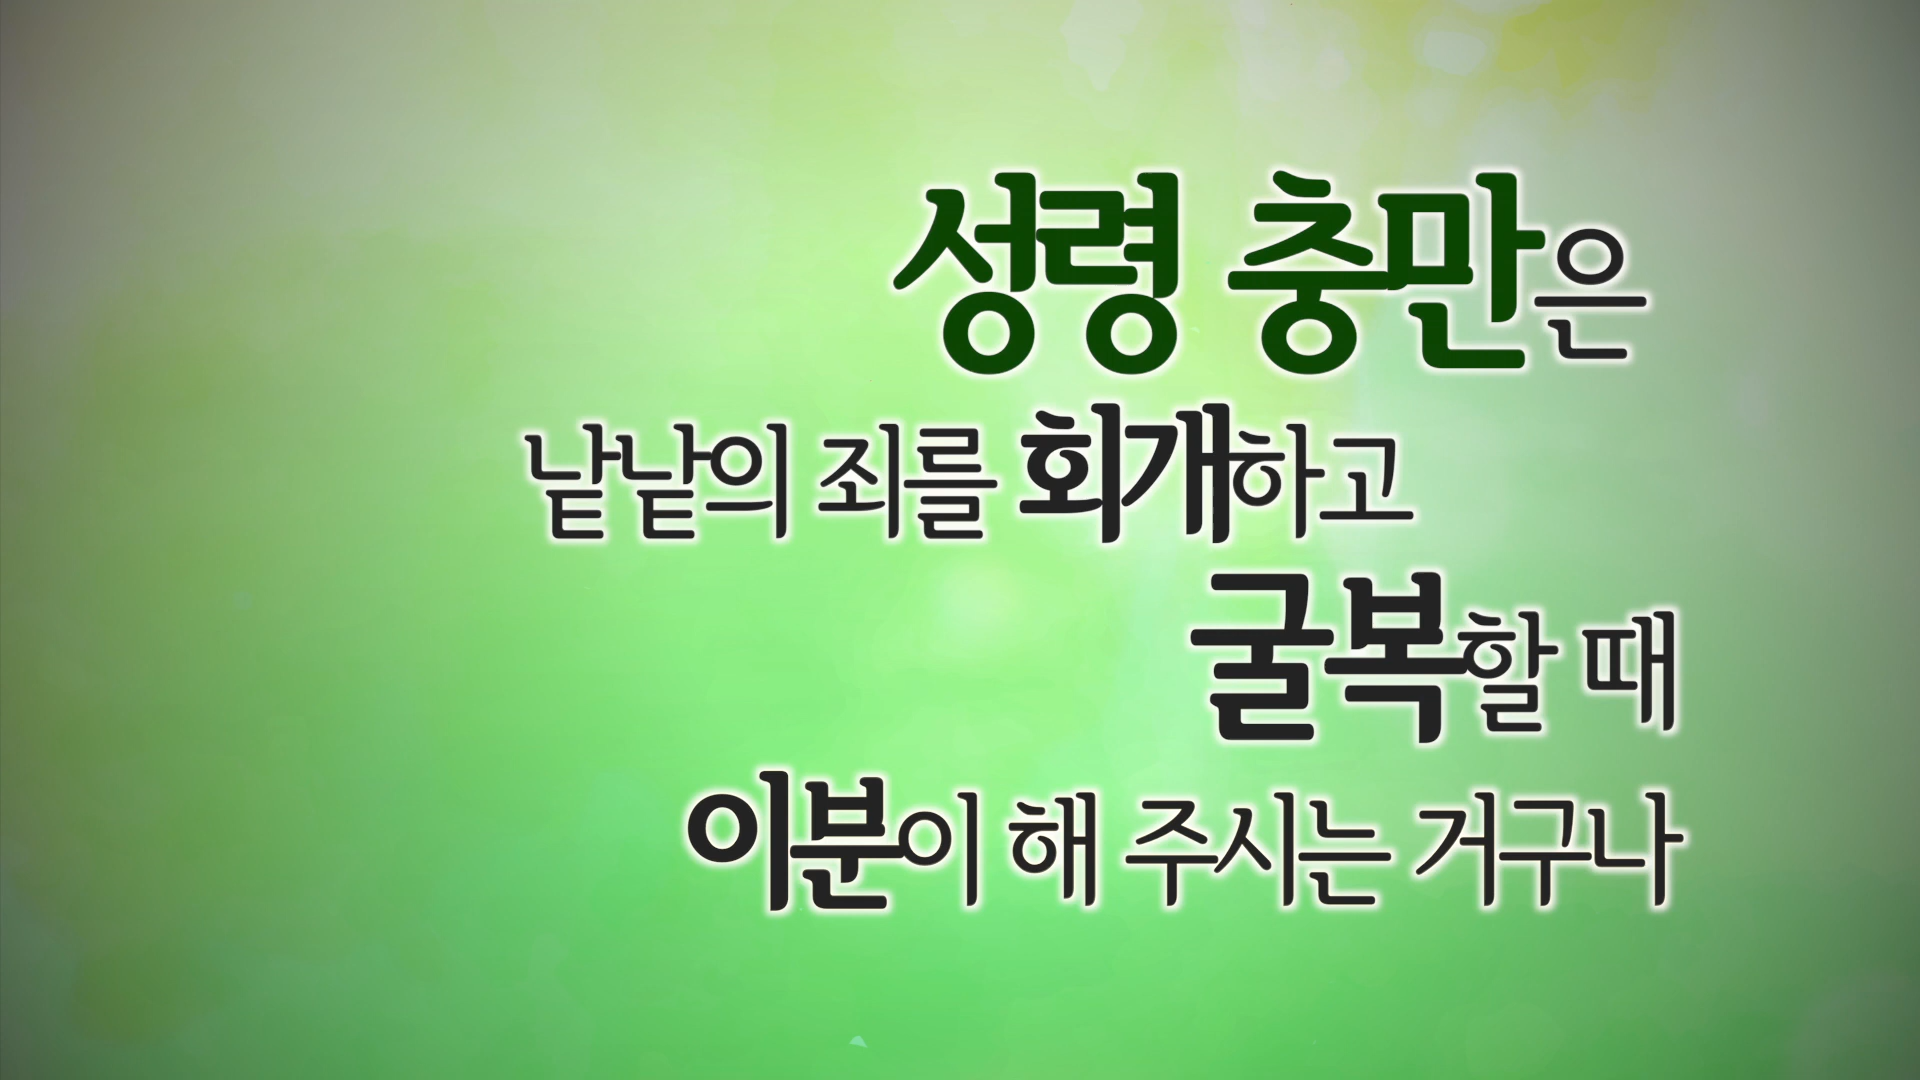 성령 충만은
낱낱의 죄를 회개하고
굴복할 때
이분이 해 주시는 거구나